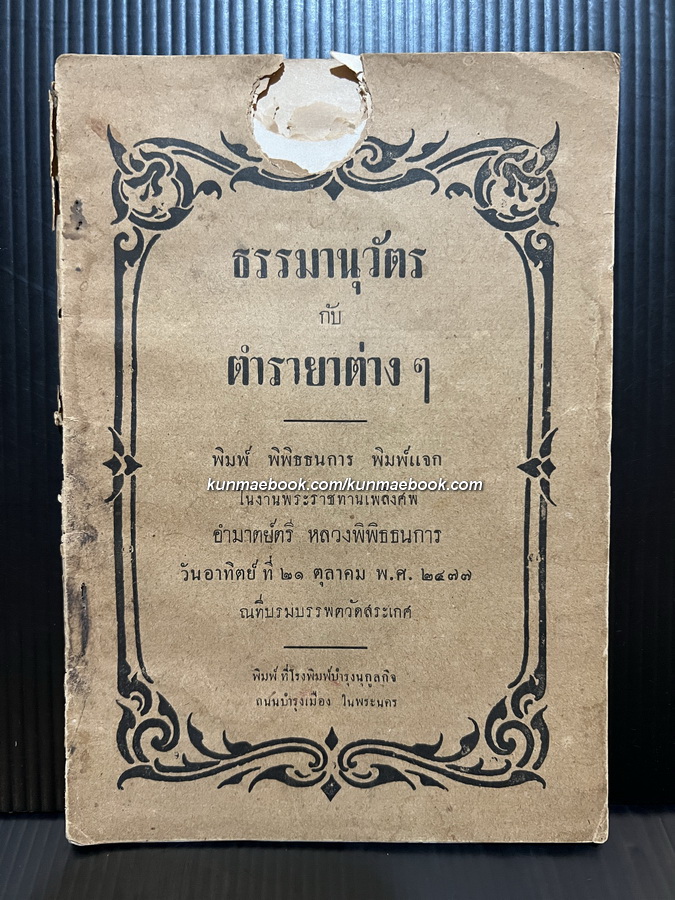 ธรรมานุวัตร
กับ
ตำรายาต่าง ๆ
พิมพ์ พิพิธธนการ พิมพ์แจก
kunmaebook.com/kunmaebook.com
ในงานพระราชทานเพลิงศพ
อำมาตย์ตรี หลวงพิพิธธนการ
วันอาทิตย์ ที่ ๒๑ ตุลาคม พ.ศ. ๒๔๗๗
ณที่บรมบรรพตวัดสระเกศ
พิมพ์ ที่โรงพิมพ์บำรุงนุกูลกิจ
ถนนบำรุงเมือง ในพระนคร